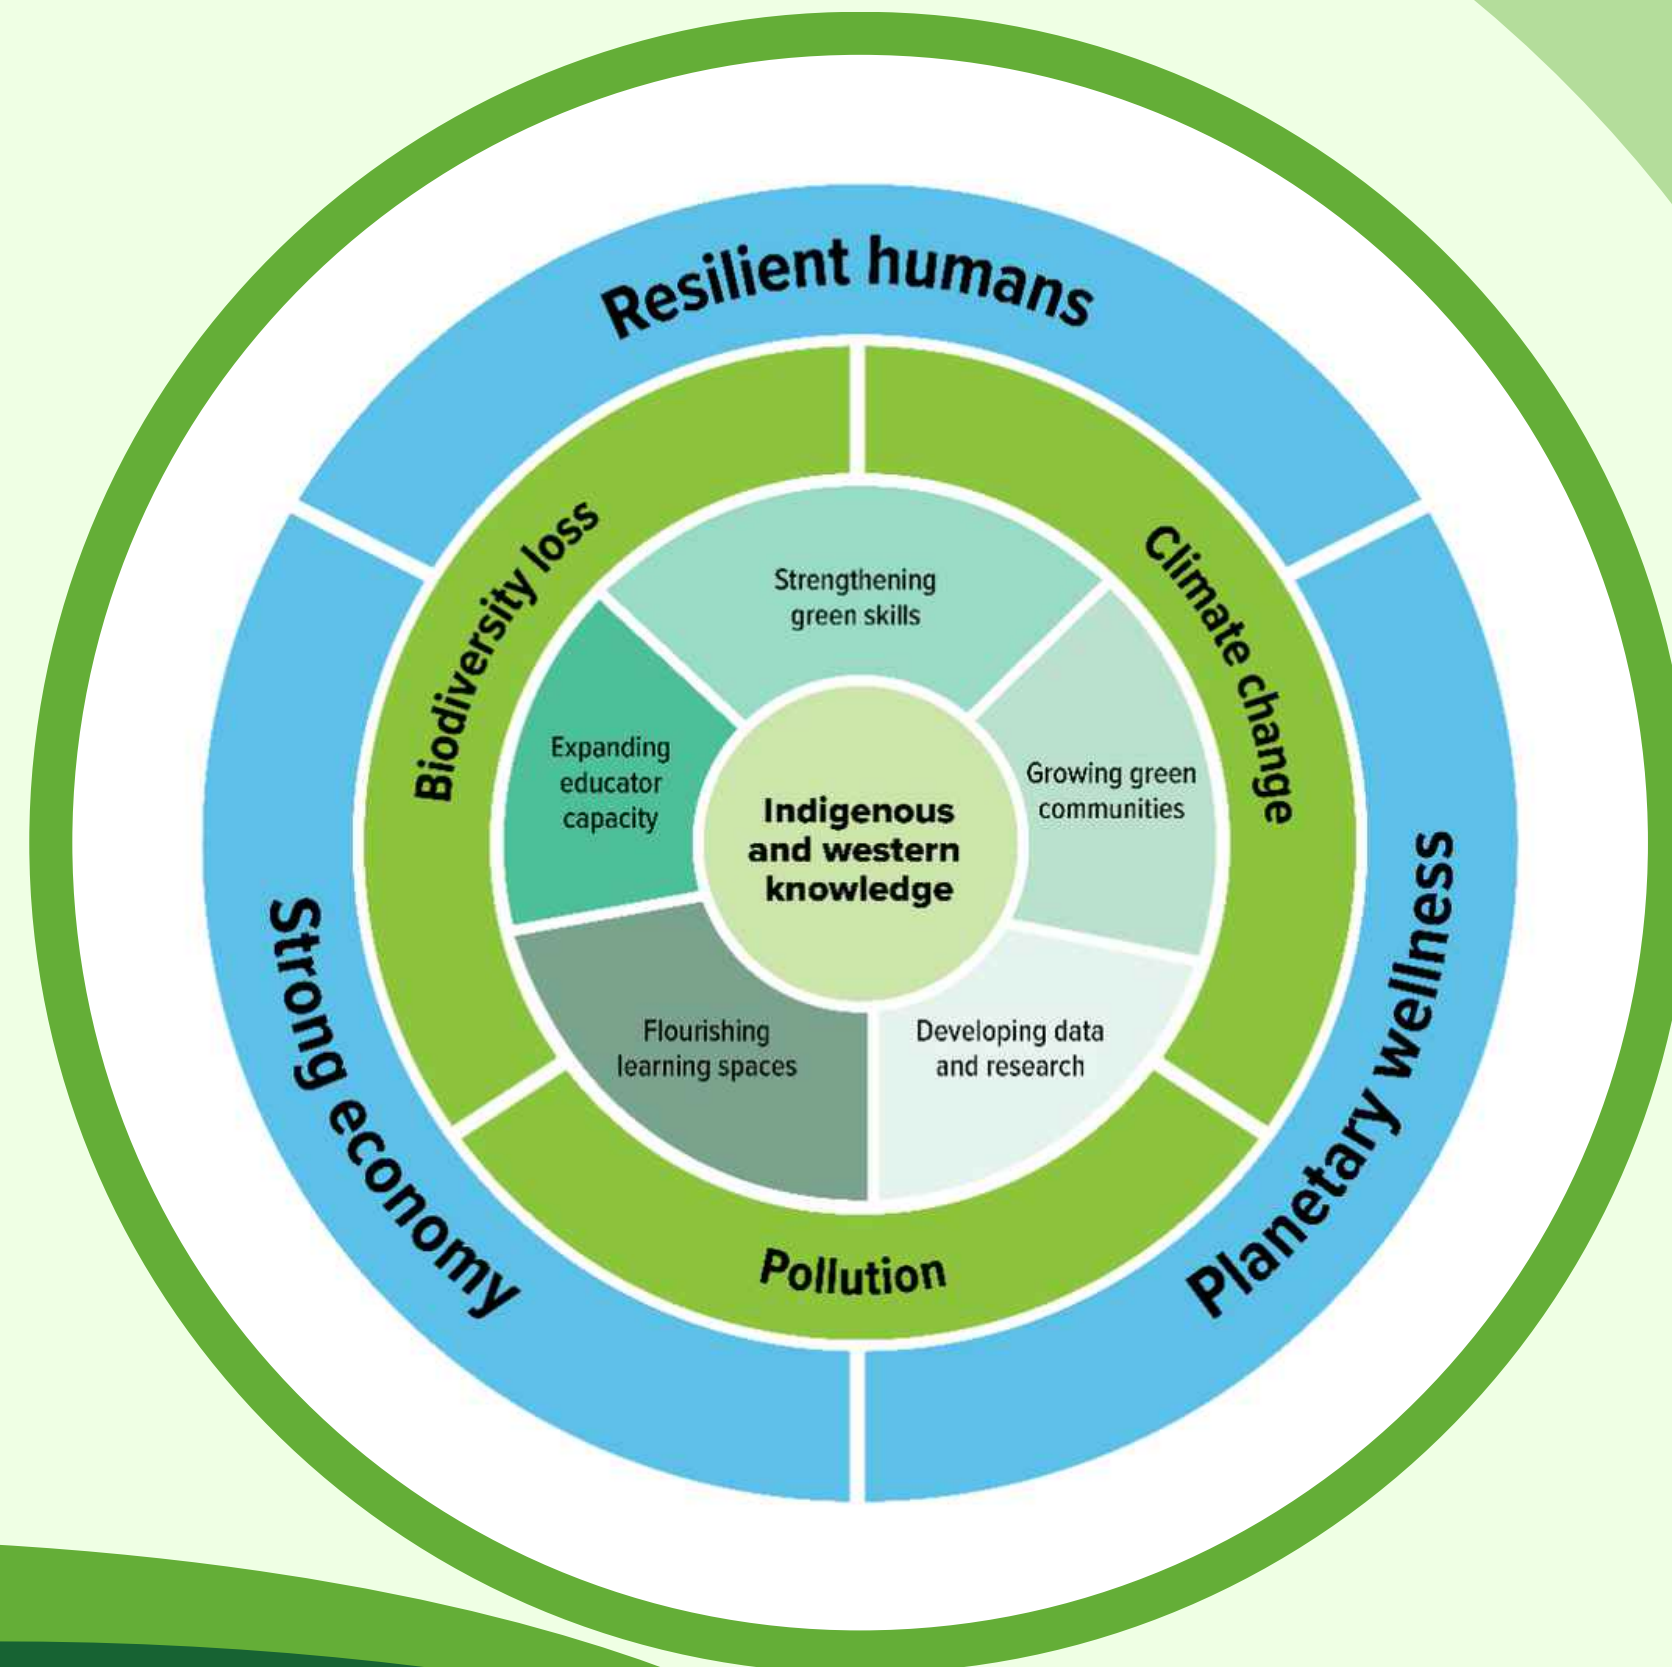 Resilient humans
Biodiversity loss
Climate change
Strengthening
green skills
Expanding
educator
capacity
Growing green
communities
Indigenous
and western
knowledge
Strong economy
Planetary wellness
Flourishing
learning spaces
Developing data
and research
Pollution